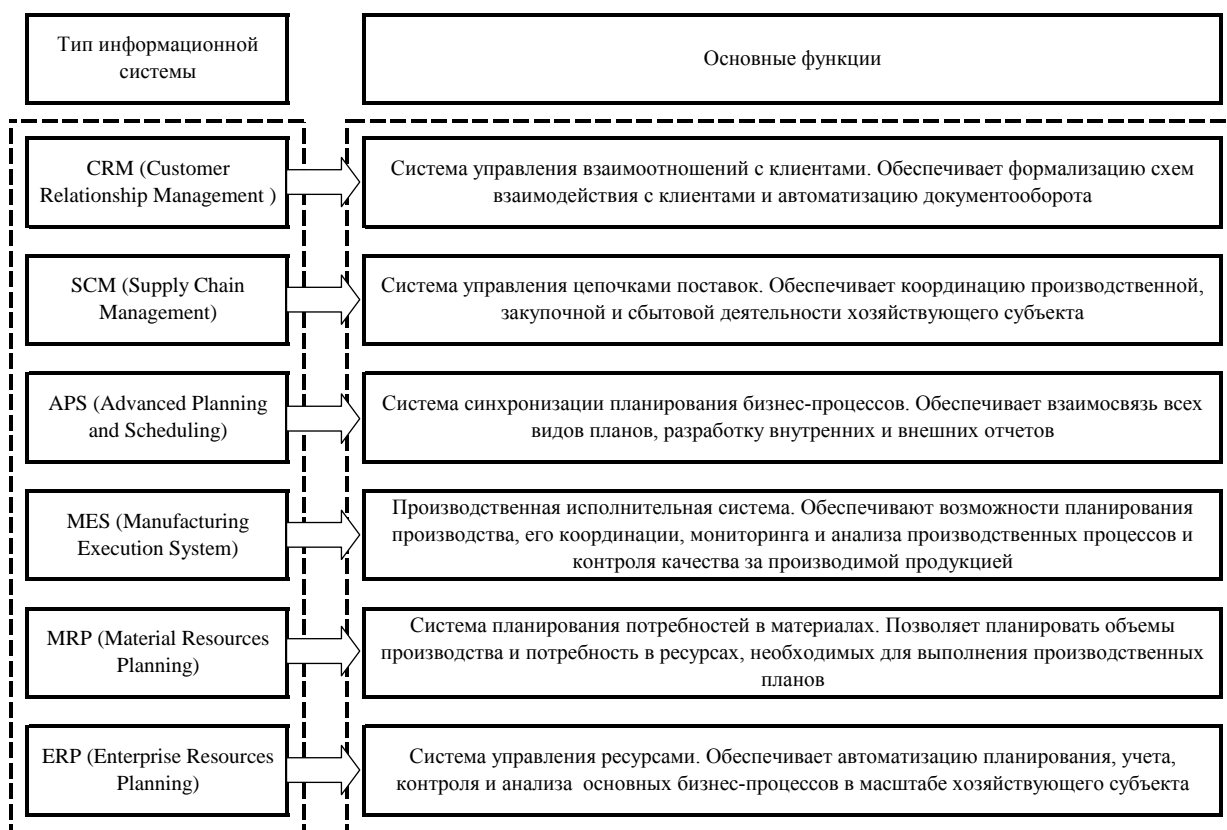 Тип информационной
системы
Основные функции
CRM (Customer
Relationship Management )
Система управления взаимоотношений с клиентами. Обеспечивает формализацию схем
взаимодействия с клиентами и автоматизацию документооборота
SCM (Supply Chain
Management)
Система управления цепочками поставок. Обеспечивает координацию производственной,
закупочной и сбытовой деятельности хозяйствующего субъекта
APS (Advanced Planning
and Scheduling)
Система синхронизации планирования бизнес-процессов. Обеспечивает взаимосвязь всех
видов планов, разработку внутренних и внешних отчетов
MES (Manufacturing
Execution System)
Производственная исполнительная система. Обеспечивают возможности планирования
производства, его координации, мониторинга и анализа производственных процессов и
контроля качества за производимой продукцией
MRP (Material Resources
Planning)
Система планирования потребностей в материалах. Позволяет планировать объемы
производства и потребность в ресурсах, необходимых для выполнения производственных
планов
ERP (Enterprise Resources
Planning)
Система управления ресурсами. Обеспечивает автоматизацию планирования, учета,
контроля и анализа  основных бизнес-процессов в масштабе хозяйствующего субъекта